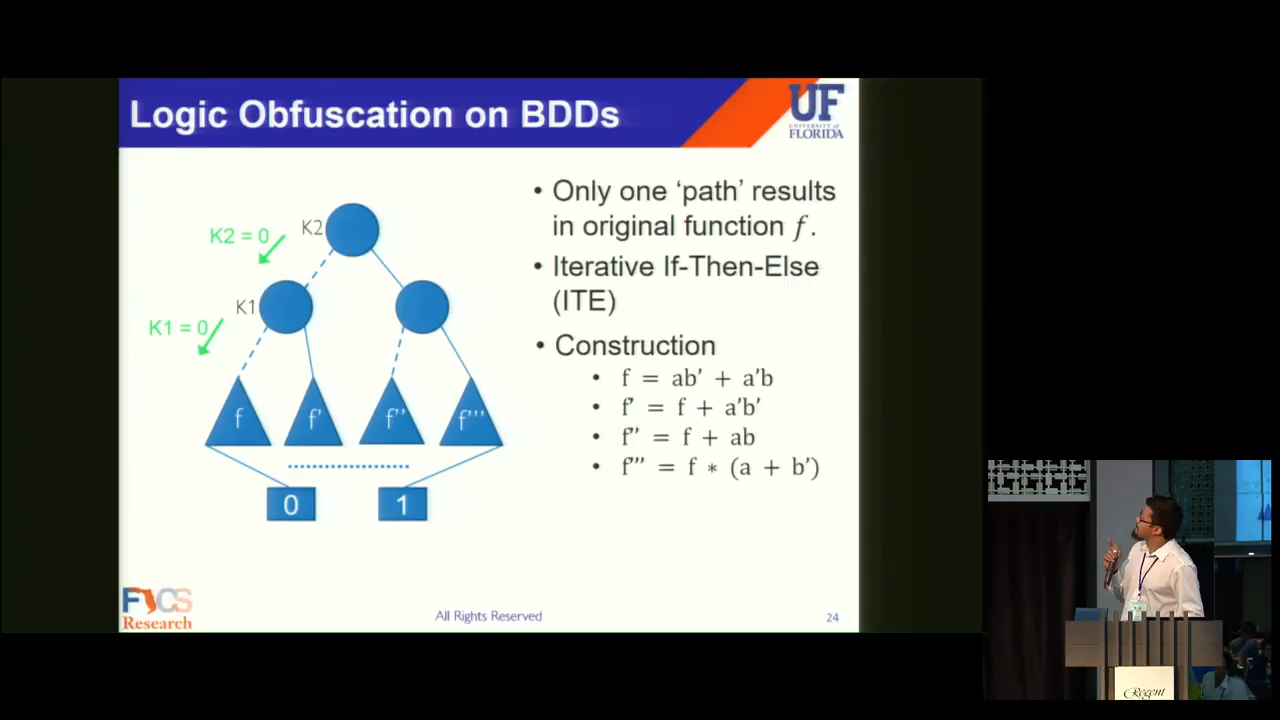 Logic Obfuscation on BDDs
UF
UNIVERSITY of
FLORIDA
• Only one ‘path’ results
in original function f.
• Iterative If-Then-Else
(ITE)
• Construction
• f = ab’ + a’b
• f’ = f + a’b’
• f’’ = f + ab
• f’’’ = f * (a + b’)
K2 = 0
K2
K1
K1 = 0
f
f’
f’’
f’’’
0
1
FICS
Research
All Rights Reserved
24
Regent